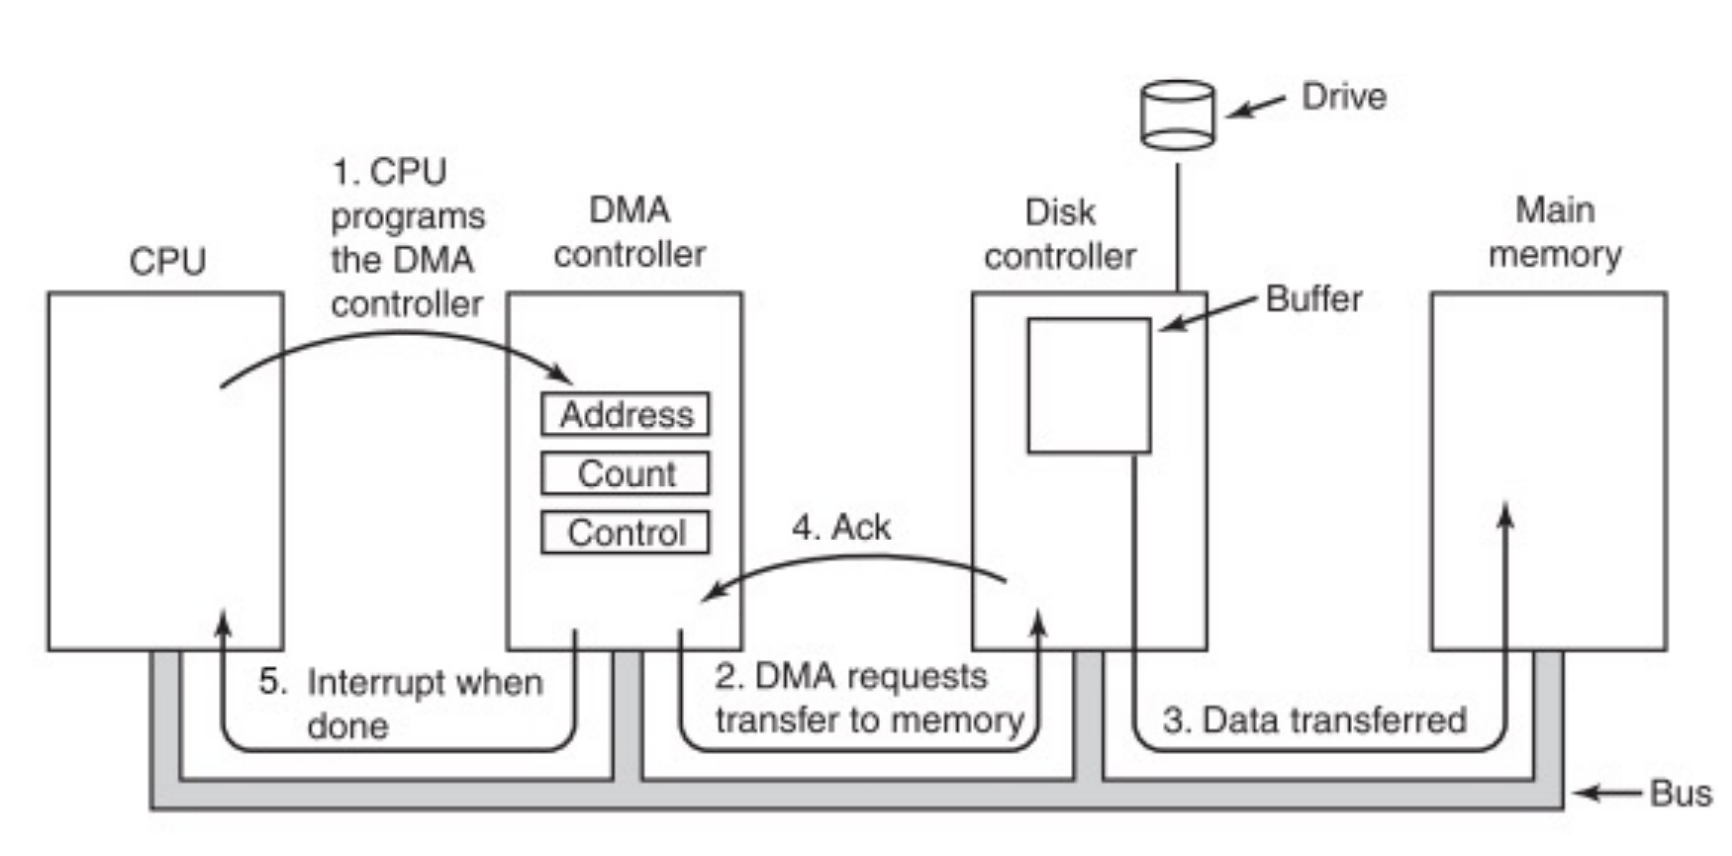 Drive
1. CPU
programs
the DMA
controller
CPU
DMA
controller
Disk
controller
Main
memory
Buffer
Address
Count
Control
4. Ack
5. Interrupt when
done
2. DMA requests
transfer to memory
3. Data transferred
Bus